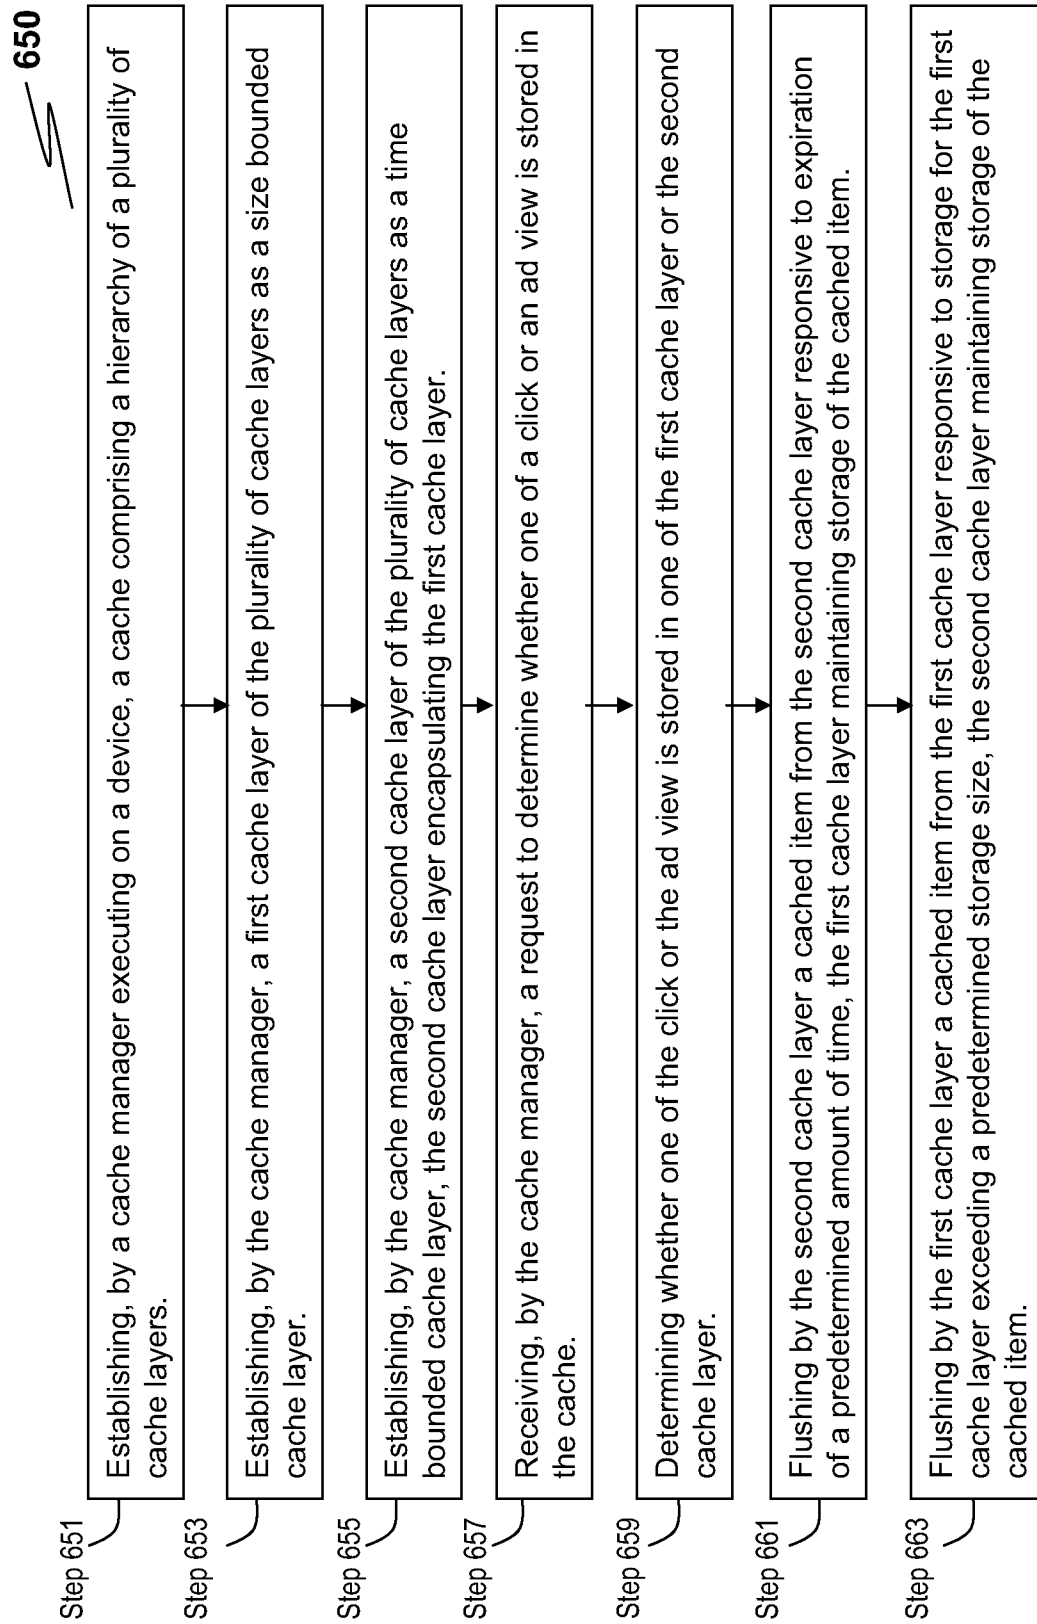 650
Step 651
Establishing, by a cache manager executing on a device, a cache comprising a hierarchy of a plurality of
cache layers.
Step 653
Establishing, by the cache manager, a first cache layer of the plurality of cache layers as a size bounded
cache layer.
Step 655
Establishing, by the cache manager, a second cache layer of the plurality of cache layers as a time
bounded cache layer, the second cache layer encapsulating the first cache layer.
Step 657
Receiving, by the cache manager, a request to determine whether one of a click or an ad view is stored in
the cache.
Step 659
Determining whether one of the click or the ad view is stored in one of the first cache layer or the second
cache layer.
Step 661
Flushing by the second cache layer a cached item from the second cache layer responsive to expiration
of a predetermined amount of time, the first cache layer maintaining storage of the cached item.
Step 663
Flushing by the first cache layer a cached item from the first cache layer responsive to storage for the first
cache layer exceeding a predetermined storage size, the second cache layer maintaining storage of the
cached item.